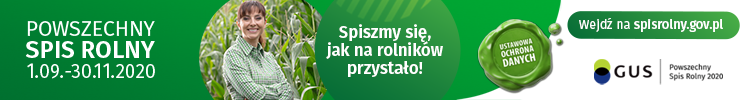 POWSZECHNY
SPIS ROLNY
1.09.-30.11.2020
Spiszmy się,
jak na rolników
przystało!
USTAWOWA
OCHRONA
DANYCH
Wejdź na spisrolny.gov.pl
GUS
Powszechny
Spis Rolny 2020